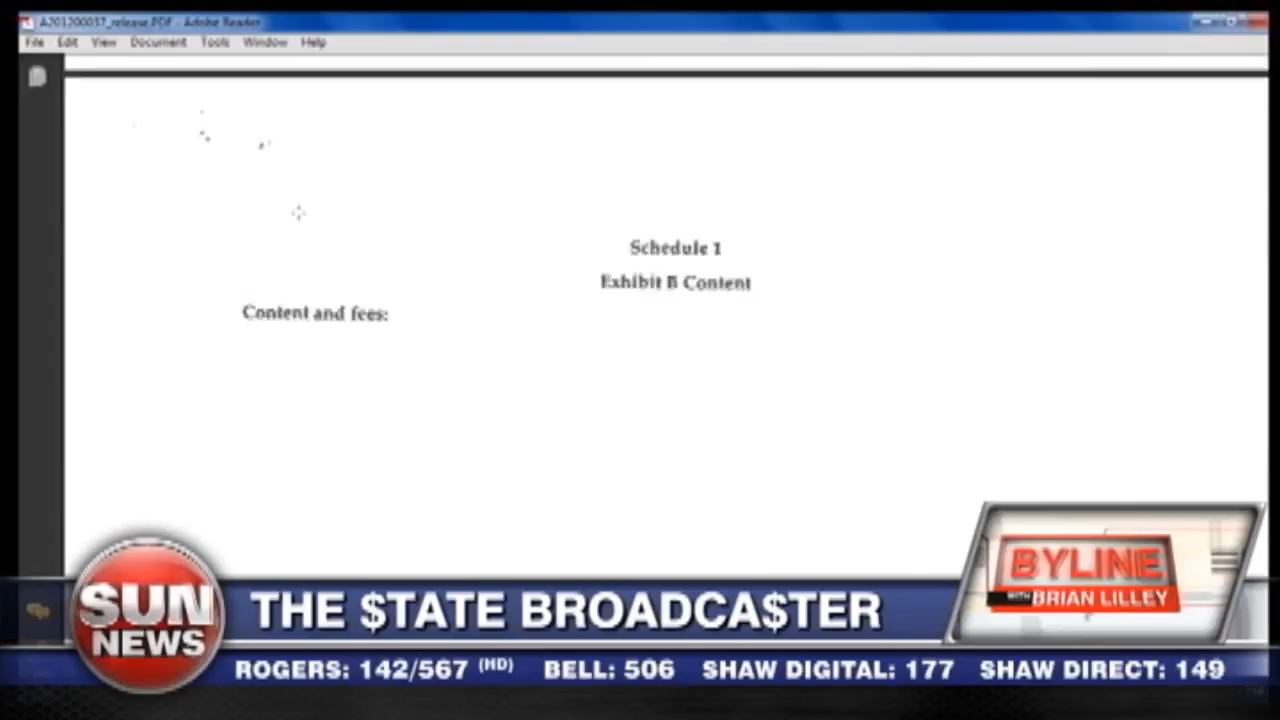 A201200037_release.PDF - Adobe Reader
File Edit View Document Tools Window Help
Schedule 1
Exhibit B Content
Content and fees:
SUN
NEWS
THE $TATE BROADCA$TER
BYLINE
WITH BRIAN LILLEY
ROGERS: 142/567 (HD) BELL: 506 SHAW DIGITAL: 177 SHAW DIRECT: 149